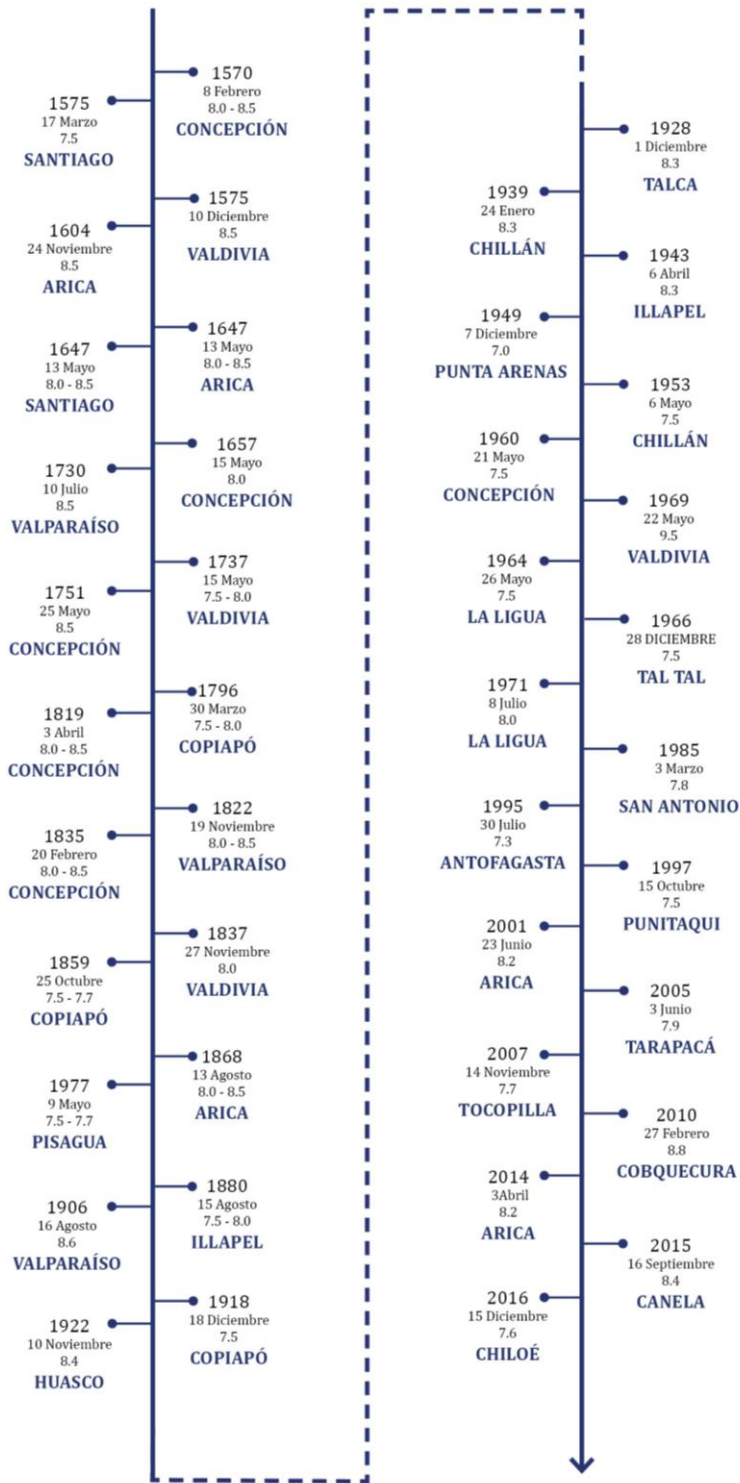 1570
8 Febrero
8.0 - 8.5
CONCEPCIÓN
1575
17 Marzo
7.5
SANTIAGO
1575
10 Diciembre
8.5
VALDIVIA
1604
24 Noviembre
8.5
ARICA
1647
13 Mayo
8.0 - 8.5
ARICA
1647
13 Mayo
8.0 - 8.5
SANTIAGO
1657
15 Mayo
8.0
CONCEPCIÓN
1730
10 Julio
8.5
VALPARAÍSO
1737
15 Mayo
7.5 - 8.0
VALDIVIA
1751
25 Mayo
8.5
CONCEPCIÓN
1796
30 Marzo
7.5 - 8.0
COPIAPÓ
1819
3 Abril
8.0 - 8.5
CONCEPCIÓN
1822
19 Noviembre
8.0 - 8.5
VALPARAÍSO
1835
20 Febrero
8.0 - 8.5
CONCEPCIÓN
1837
27 Noviembre
8.0
VALDIVIA
1859
25 Octubre
7.5 - 7.7
COPIAPÓ
1868
13 Agosto
8.0 - 8.5
ARICA
1977
9 Mayo
7.5 - 7.7
PISAGUA
1880
15 Agosto
7.5 - 8.0
ILLAPEL
1906
16 Agosto
8.6
VALPARAÍSO
1918
18 Diciembre
7.5
COPIAPÓ
1922
10 Noviembre
8.4
HUASCO
1928
1 Diciembre
8.3
TALCA
1939
24 Enero
8.3
CHILLÁN
1943
6 Abril
8.3
ILLAPEL
1949
7 Diciembre
7.0
PUNTA ARENAS
1953
6 Mayo
7.5
CHILLÁN
1960
21 Mayo
7.5
CONCEPCIÓN
1969
22 Mayo
9.5
VALDIVIA
1964
26 Mayo
7.5
LA LIGUA
1966
28 DICIEMBRE
7.5
TAL TAL
1971
8 Julio
8.0
LA LIGUA
1985
3 Marzo
7.8
SAN ANTONIO
1995
30 Julio
7.3
ANTOFAGASTA
1997
15 Octubre
7.5
PUNITAQUI
2001
23 Junio
8.2
ARICA
2005
3 Junio
7.9
TARAPACÁ
2007
14 Noviembre
7.7
TOCOPILLA
2010
27 Febrero
8.8
COBQUECURA
2014
3Abril
8.2
ARICA
2015
16 Septiembre
8.4
CANELA
2016
15 Diciembre
7.6
CHILOÉ